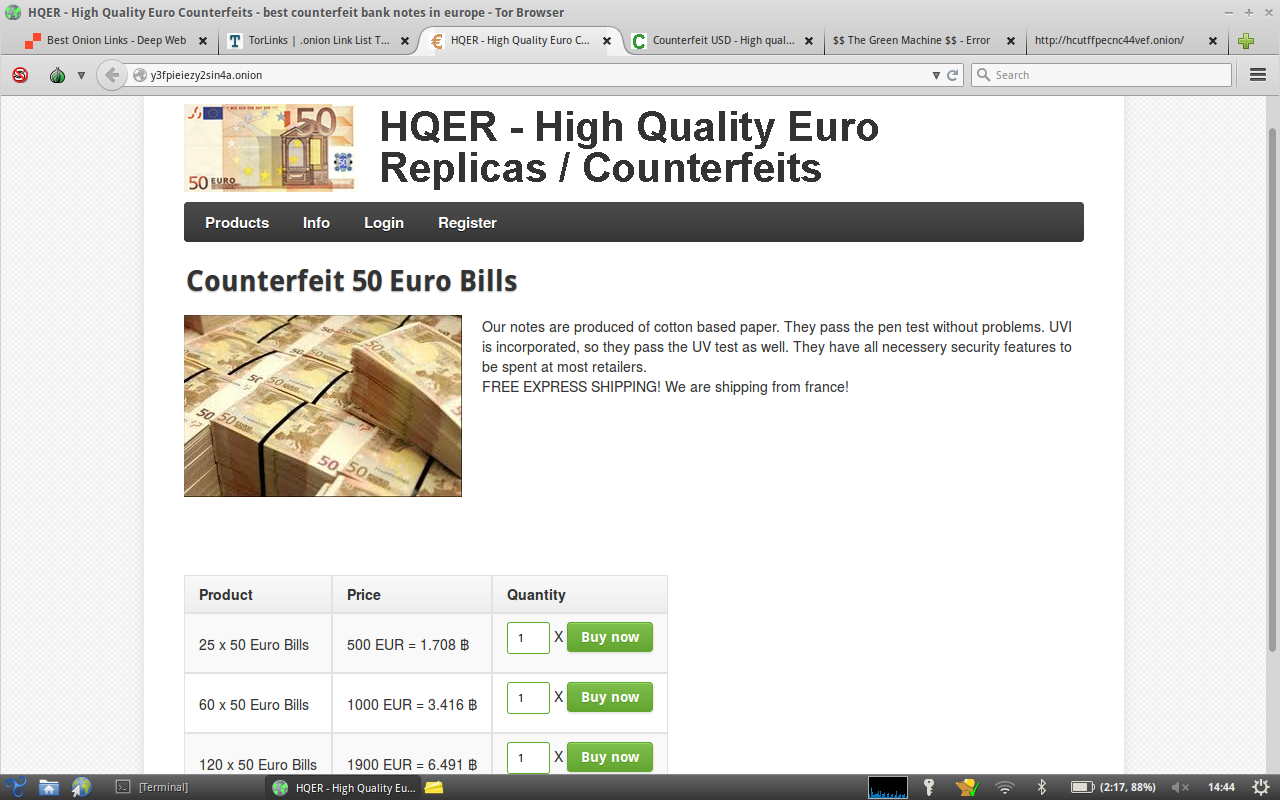 HQER - High Quality Euro Counterfeits - best counterfeit bank notes in europe - Tor Browser
Best Onion Links - Deep Web
TorLinks | .onion Link List T...
HQER - High Quality Euro C...
Counterfeit USD - High qual...
$$ The Green Machine $$ - Error
http://hcutffpecnc44vef.onion/
y3fpieiezy2sin4a.onion
Search
50
50 EURO
HQER - High Quality Euro
Replicas / Counterfeits
Products Info Login Register
Counterfeit 50 Euro Bills
Our notes are produced of cotton based paper. They pass the pen test without problems. UVI
is incorporated, so they pass the UV test as well. They have all necessery security features to
be spent at most retailers.
FREE EXPRESS SHIPPING! We are shipping from france!
Product Price Quantity
25 x 50 Euro Bills 500 EUR = 1.708 ฿ 1 X Buy now
60 x 50 Euro Bills 1000 EUR = 3.416 ฿ 1 X Buy now
120 x 50 Euro Bills 1900 EUR = 6.491 ฿ 1 X Buy now
[Terminal]
HQER - High Quality Eu...
(2:17, 88%)
14:44